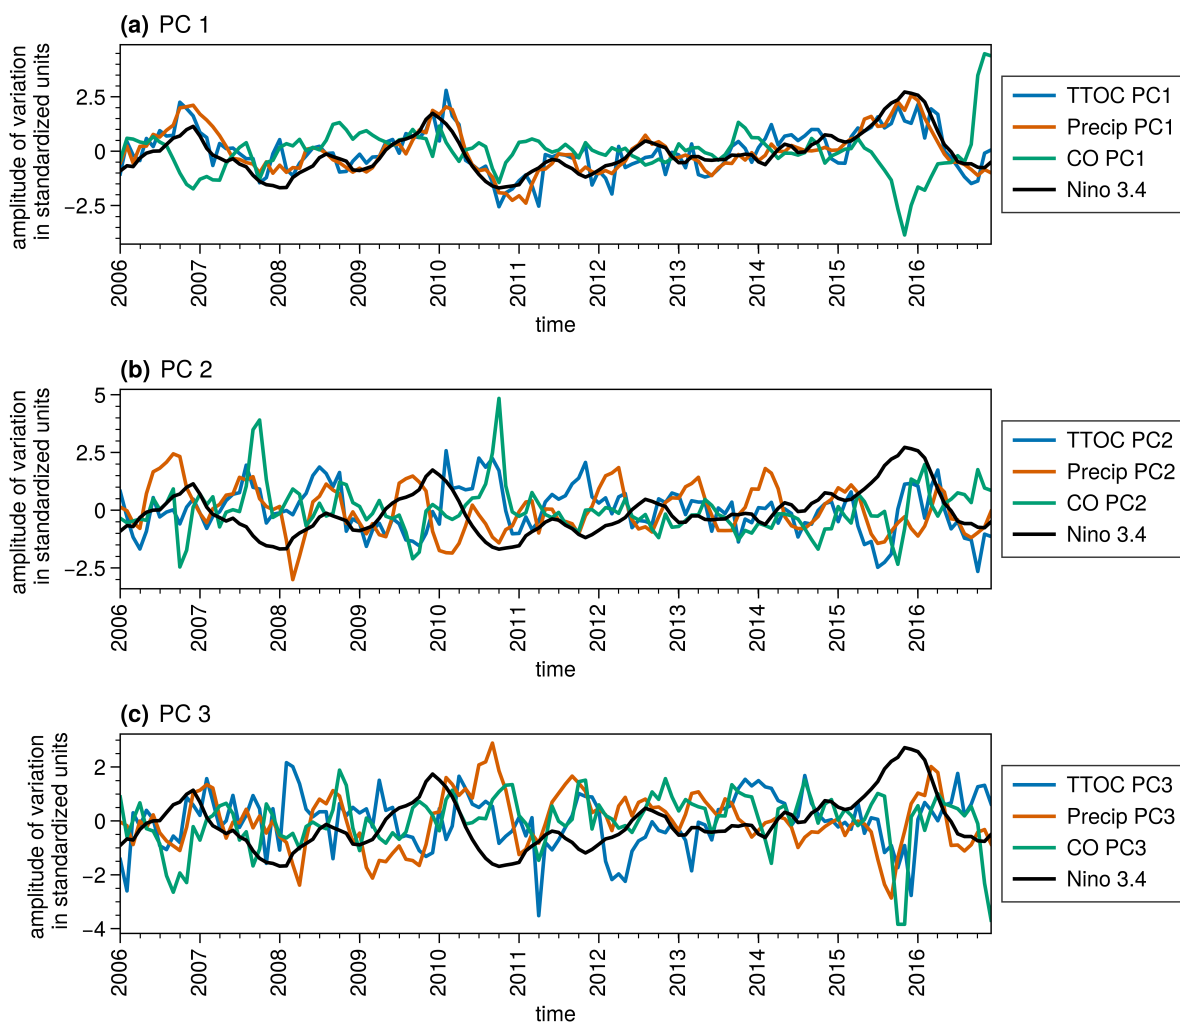 (a) PC 1
amplitude of variation
in standardized units
2.5
0
−2.5
2006
2007
2008
2009
2010
2011
2012
2013
2014
2015
2016
time
TTOC PC1
Precip PC1
CO PC1
Nino 3.4
(b) PC 2
amplitude of variation
in standardized units
5
2.5
0
−2.5
2006
2007
2008
2009
2010
2011
2012
2013
2014
2015
2016
time
TTOC PC2
Precip PC2
CO PC2
Nino 3.4
(c) PC 3
amplitude of variation
in standardized units
2
0
−2
−4
2006
2007
2008
2009
2010
2011
2012
2013
2014
2015
2016
time
TTOC PC3
Precip PC3
CO PC3
Nino 3.4